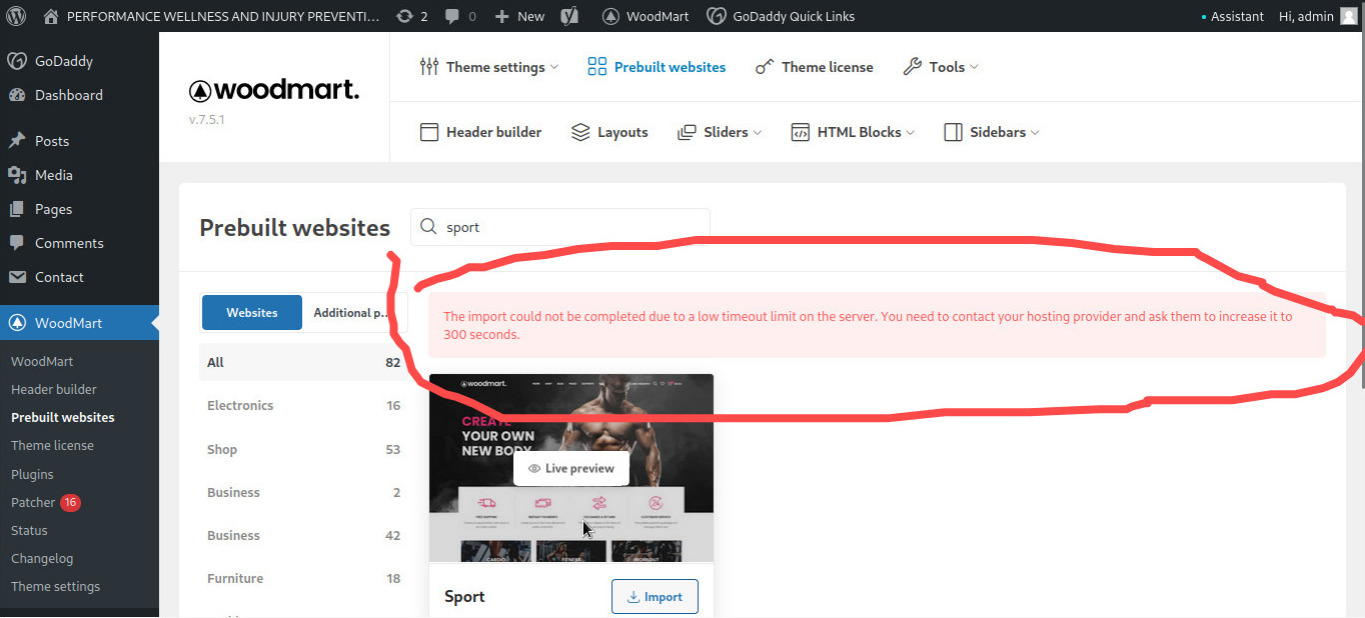 PERFORMANCE WELLNESS AND INJURY PREVENTI... 2 0 New WoodMart GoDaddy Quick Links Assistant Hi, admin
GoDaddy
Dashboard
Posts
Media
Pages
Comments
Contact
WoodMart
WoodMart
Header builder
Prebuilt websites
Theme license
Plugins
Patcher 16
Status
Changelog
Theme settings
woodmart.
v.7.5.1
Theme settings Prebuilt websites Theme license Tools
Header builder Layouts Sliders HTML Blocks Sidebars
Prebuilt websites sport
Websites Additional p...
All 82
Electronics 16
Shop 53
Business 2
Business 42
Furniture 18
The import could not be completed due to a low timeout limit on the server. You need to contact your hosting provider and ask them to increase it to
300 seconds.
woodmart.
CREATE
YOUR OWN
NEW BODY
Live preview
CARDIO FITNESS WORKOUT
Sport Import